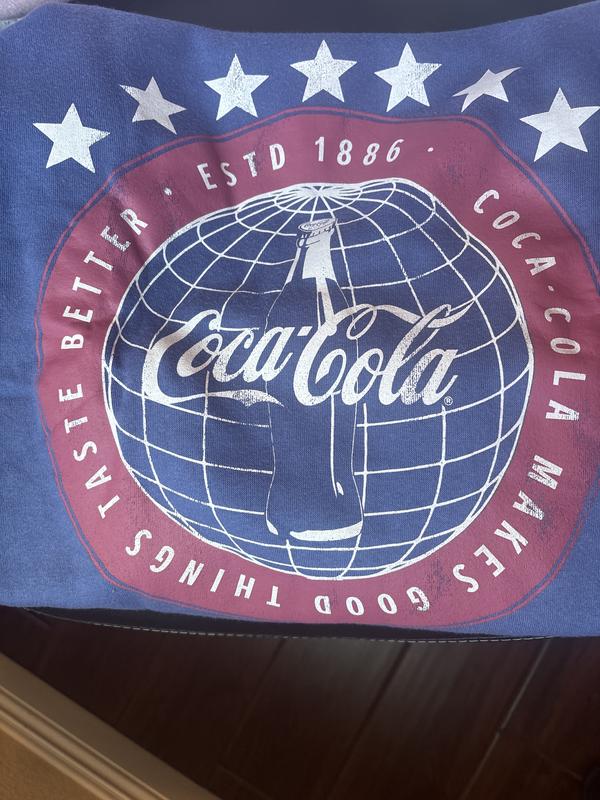 ESTD 1886
COCA-COLA MAKES GOOD THINGS TASTE BETTER
Coca-Cola®